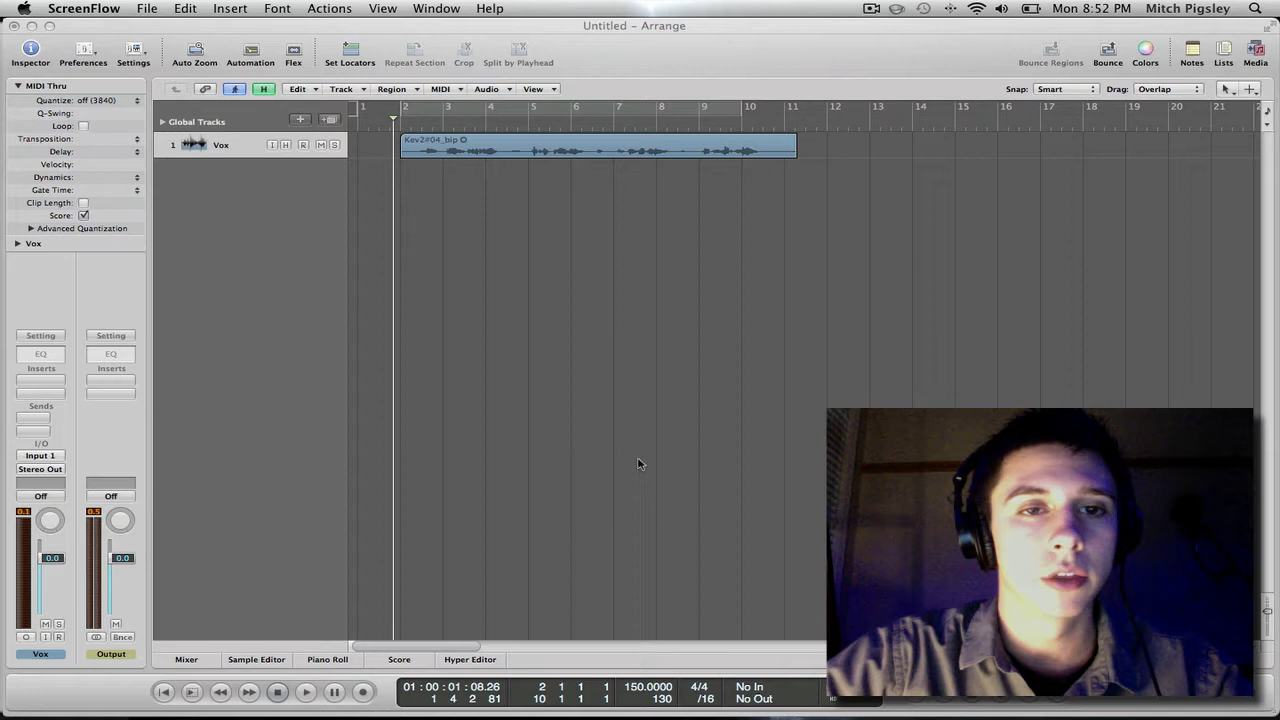 ScreenFlow File Edit Insert Font Actions View Window Help Mon 8:52 PM Mitch Pigsley
Untitled - Arrange
Inspector Preferences Settings Auto Zoom Automation Flex Set Locators Repeat Section Crop Split by Playhead Bounce Regions Bounce Colors Notes Lists Media
MIDI Thru Edit Track Region MIDI Audio View Snap: Smart Drag: Overlap
H
Quantize: off (3840)
1 2 3 4 5 6 7 8 9 10 11 12 13 14 15 16 17 18 19 20 21
Q-Swing:
Global Tracks
Loop:
Transposition:
1 Vox I H R M S Kev2#04_bip
Delay:
Velocity:
Dynamics:
Gate Time:
Clip Length:
Score:
Advanced Quantization
Vox
Setting Setting
EQ EQ
Inserts Inserts
Sends
I/O
Input 1
Stereo Out
Off Off
0.1 0.5
0.0 0.0
M S M
I R Bnce
Vox Output
Mixer Sample Editor Piano Roll Score Hyper Editor
01:00:01:08.26 2 1 1 1 150.0000 4/4 No In
1 4 2 81 10 1 1 1 130 /16 No Out